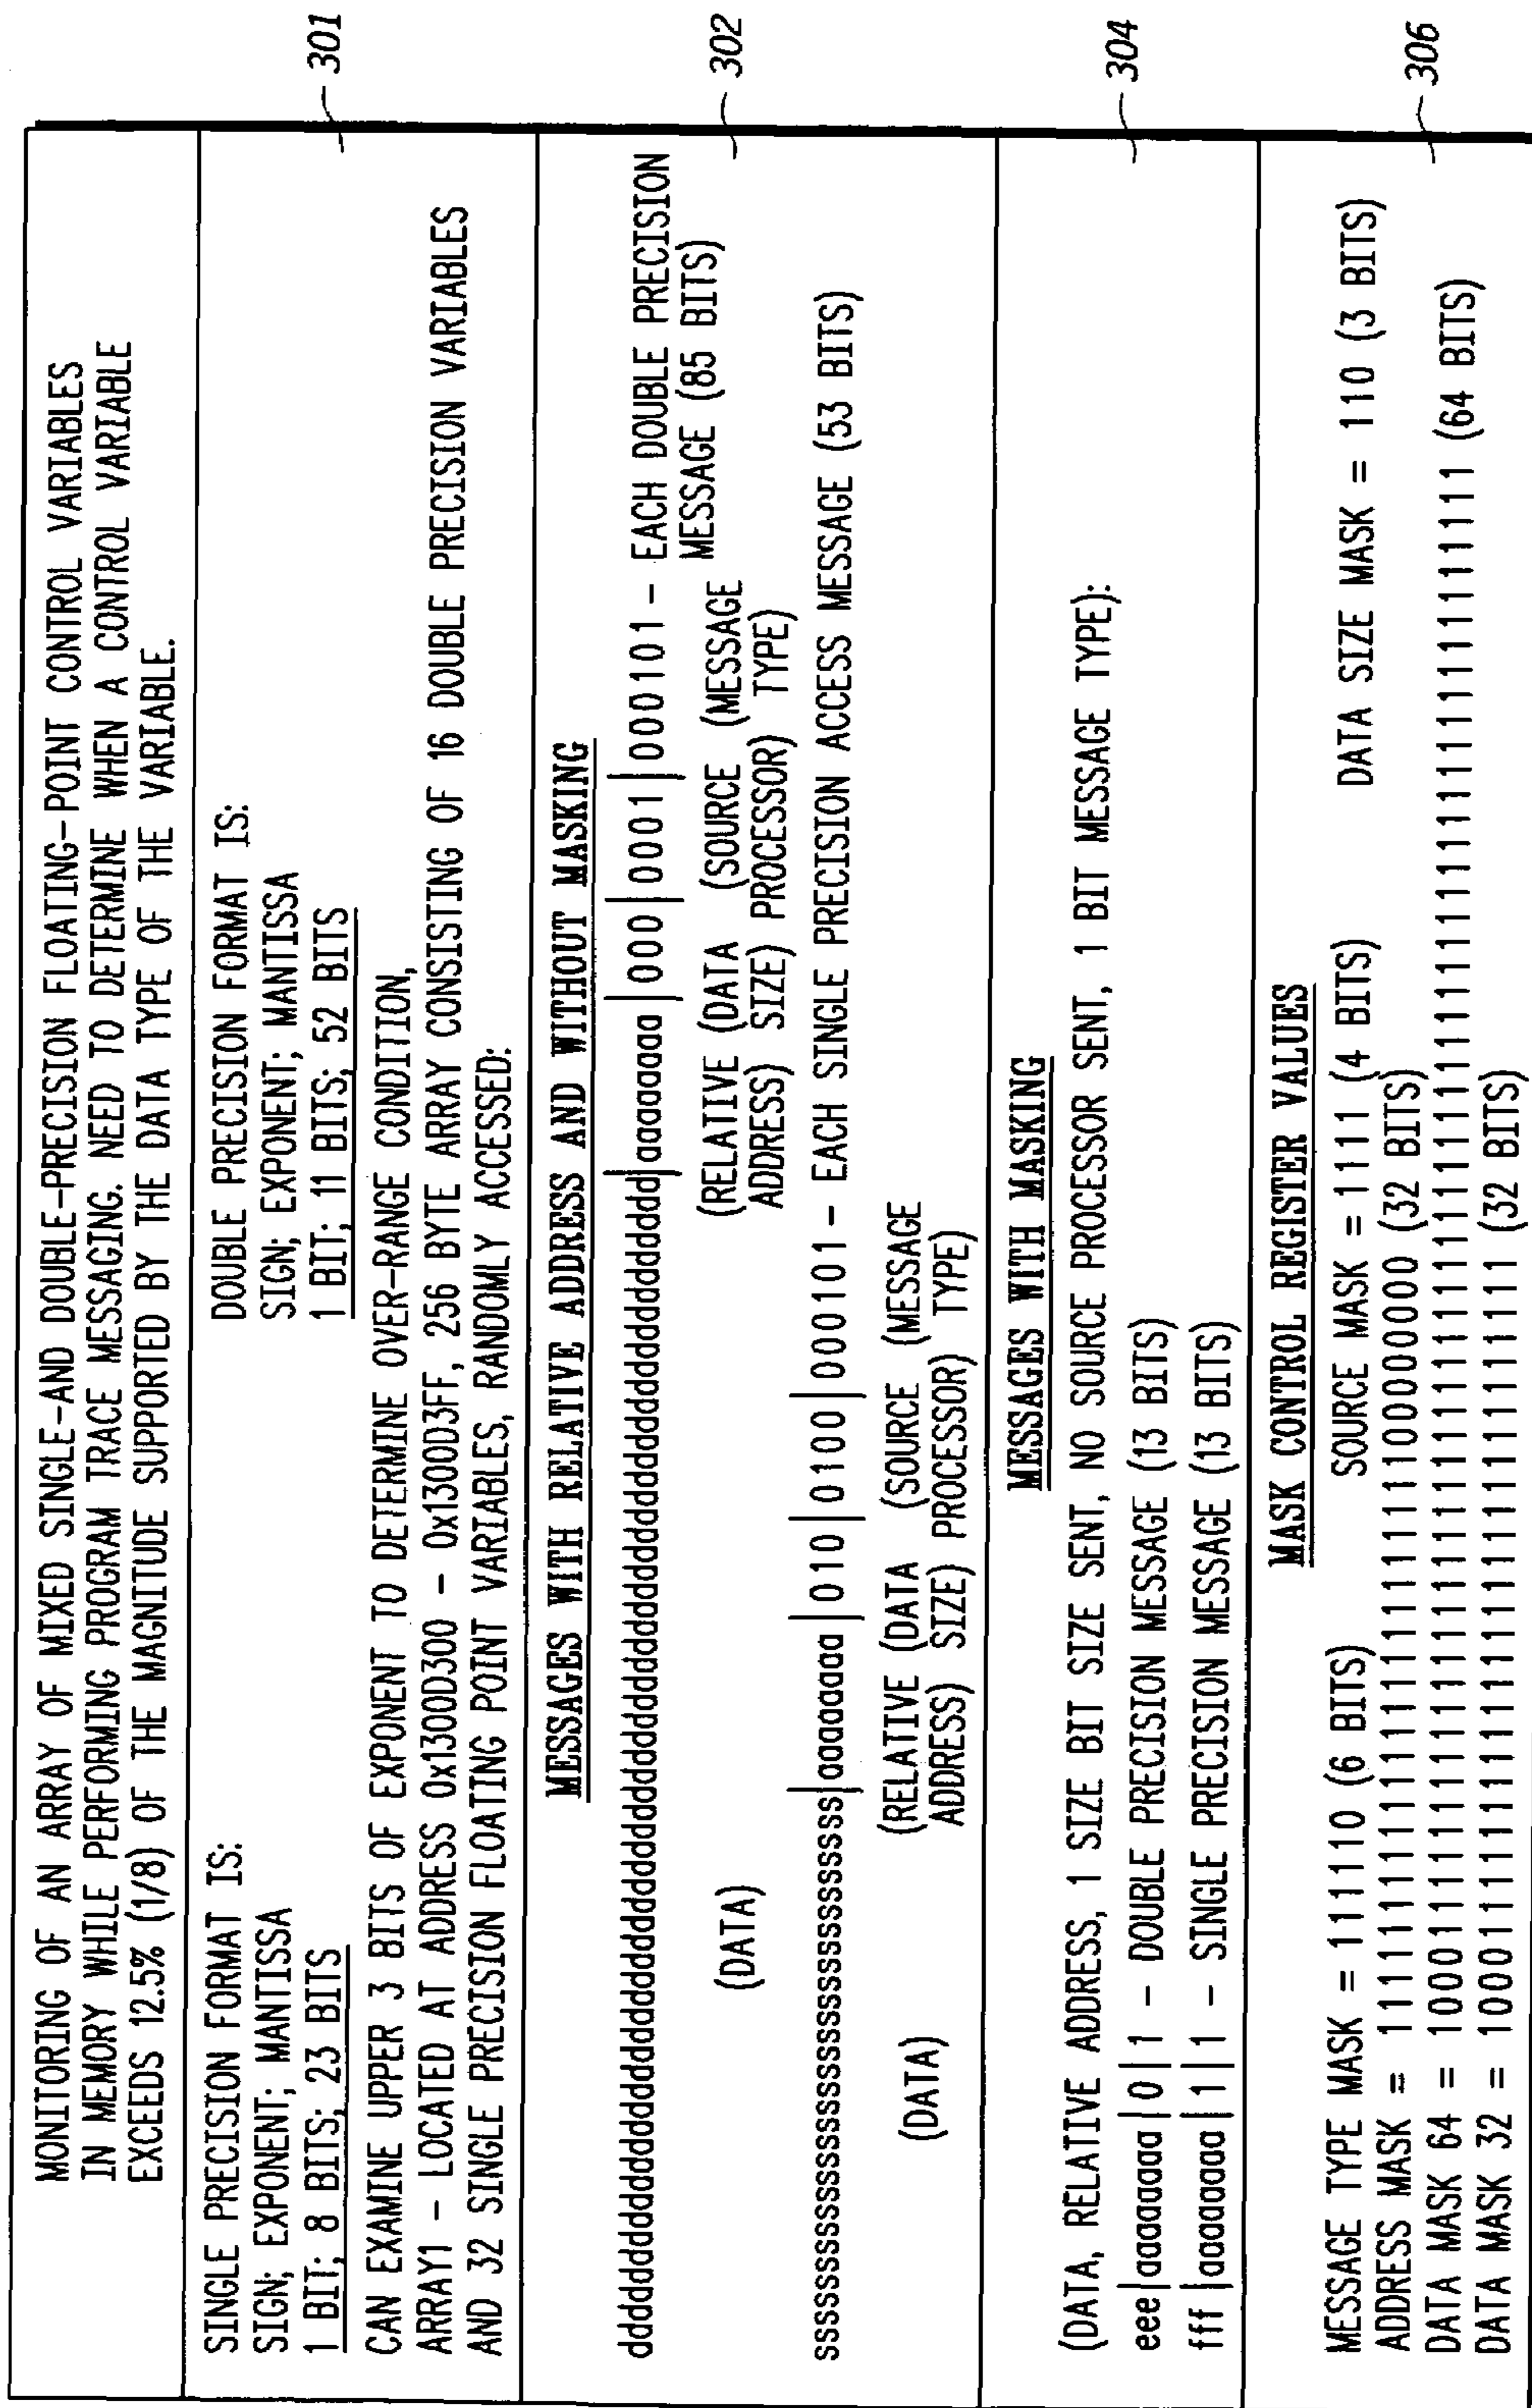 MONITORING OF AN ARRAY OF MIXED SINGLE-AND DOUBLE-PRECISION FLOATING-POINT CONTROL VARIABLES
IN MEMORY WHILE PERFORMING PROGRAM TRACE MESSAGING. NEED TO DETERMINE WHEN A CONTROL VARIABLE
EXCEEDS 12.5% (1/8) OF THE MAGNITUDE SUPPORTED BY THE DATA TYPE OF THE VARIABLE.
SINGLE PRECISION FORMAT IS:
SIGN; EXPONENT; MANTISSA
1 BIT; 8 BITS; 23 BITS
DOUBLE PRECISION FORMAT IS:
SIGN; EXPONENT; MANTISSA
1 BIT; 11 BITS; 52 BITS
301
CAN EXAMINE UPPER 3 BITS OF EXPONENT TO DETERMINE OVER-RANGE CONDITION,
ARRAY1 - LOCATED AT ADDRESS 0x1300D300 - 0x1300D3FF, 256 BYTE ARRAY CONSISTING OF 16 DOUBLE PRECISION VARIABLES
AND 32 SINGLE PRECISION FLOATING POINT VARIABLES, RANDOMLY ACCESSED:
MESSAGES WITH RELATIVE ADDRESS AND WITHOUT MASKING
dddddddddddddddddddddddddddddddddddddddddddddddddddddddddddddddd|aaaaaaaa|000|0001|000101 - EACH DOUBLE PRECISION
MESSAGE (85 BITS)
(DATA) (RELATIVE ADDRESS) (DATA SIZE) (SOURCE PROCESSOR) (MESSAGE TYPE)
302
ssssssssssssssssssssssssssssssss|aaaaaaaa|010|0100|000101 - EACH SINGLE PRECISION ACCESS MESSAGE (53 BITS)
(DATA) (RELATIVE ADDRESS) (DATA SIZE) (SOURCE PROCESSOR) (MESSAGE TYPE)
MESSAGES WITH MASKING
(DATA, RELATIVE ADDRESS, 1 SIZE BIT SIZE SENT, NO SOURCE PROCESSOR SENT, 1 BIT MESSAGE TYPE):
eee|aaaaaaaa|0|1 - DOUBLE PRECISION MESSAGE (13 BITS)
fff|aaaaaaaa|1|1 - SINGLE PRECISION MESSAGE (13 BITS)
304
MASK CONTROL REGISTER VALUES
MESSAGE TYPE MASK = 111110 (6 BITS) SOURCE MASK = 1111 (4 BITS) DATA SIZE MASK = 110 (3 BITS)
ADDRESS MASK = 11111111111111111111111100000000 (32 BITS)
DATA MASK 64 = 1000111111111111111111111111111111111111111111111111111111111111 (64 BITS)
DATA MASK 32 = 10001111111111111111111111111111 (32 BITS)
306